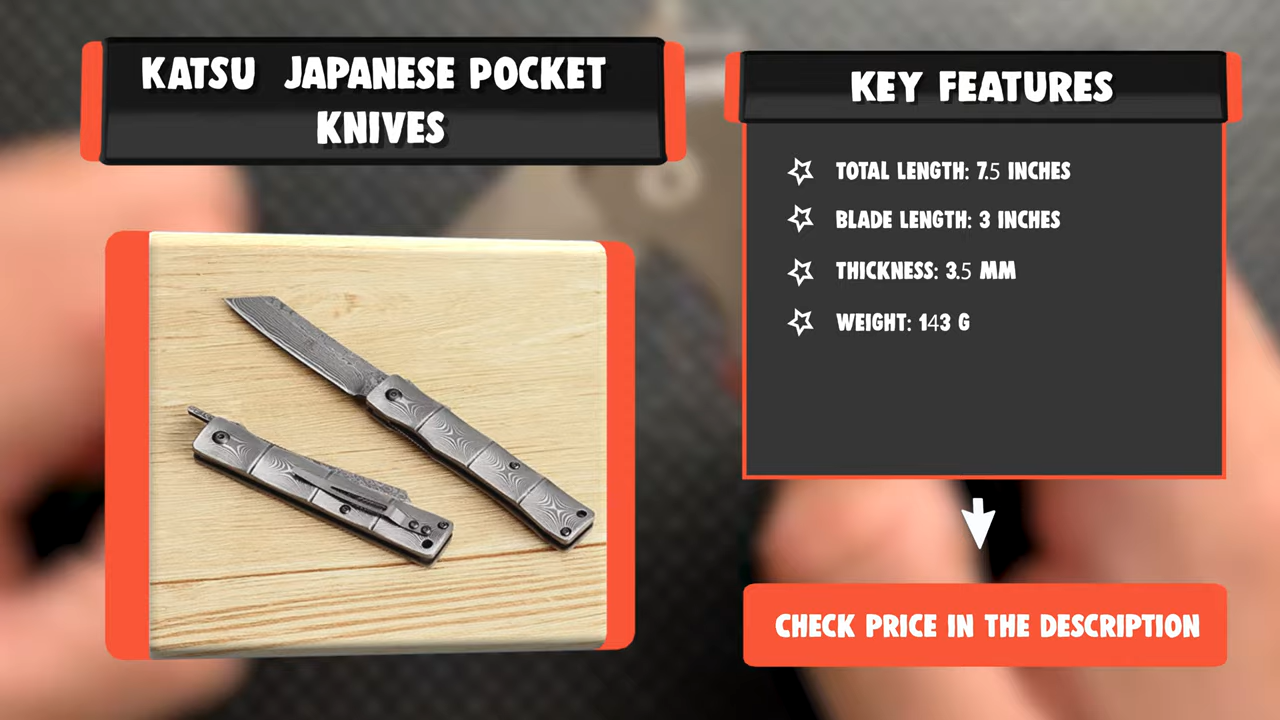 KATSU JAPANESE POCKET
KNIVES
KEY FEATURES
TOTAL LENGTH: 7.5 INCHES
BLADE LENGTH: 3 INCHES
THICKNESS: 3.5 MM
WEIGHT: 143 G
CHECK PRICE IN THE DESCRIPTION